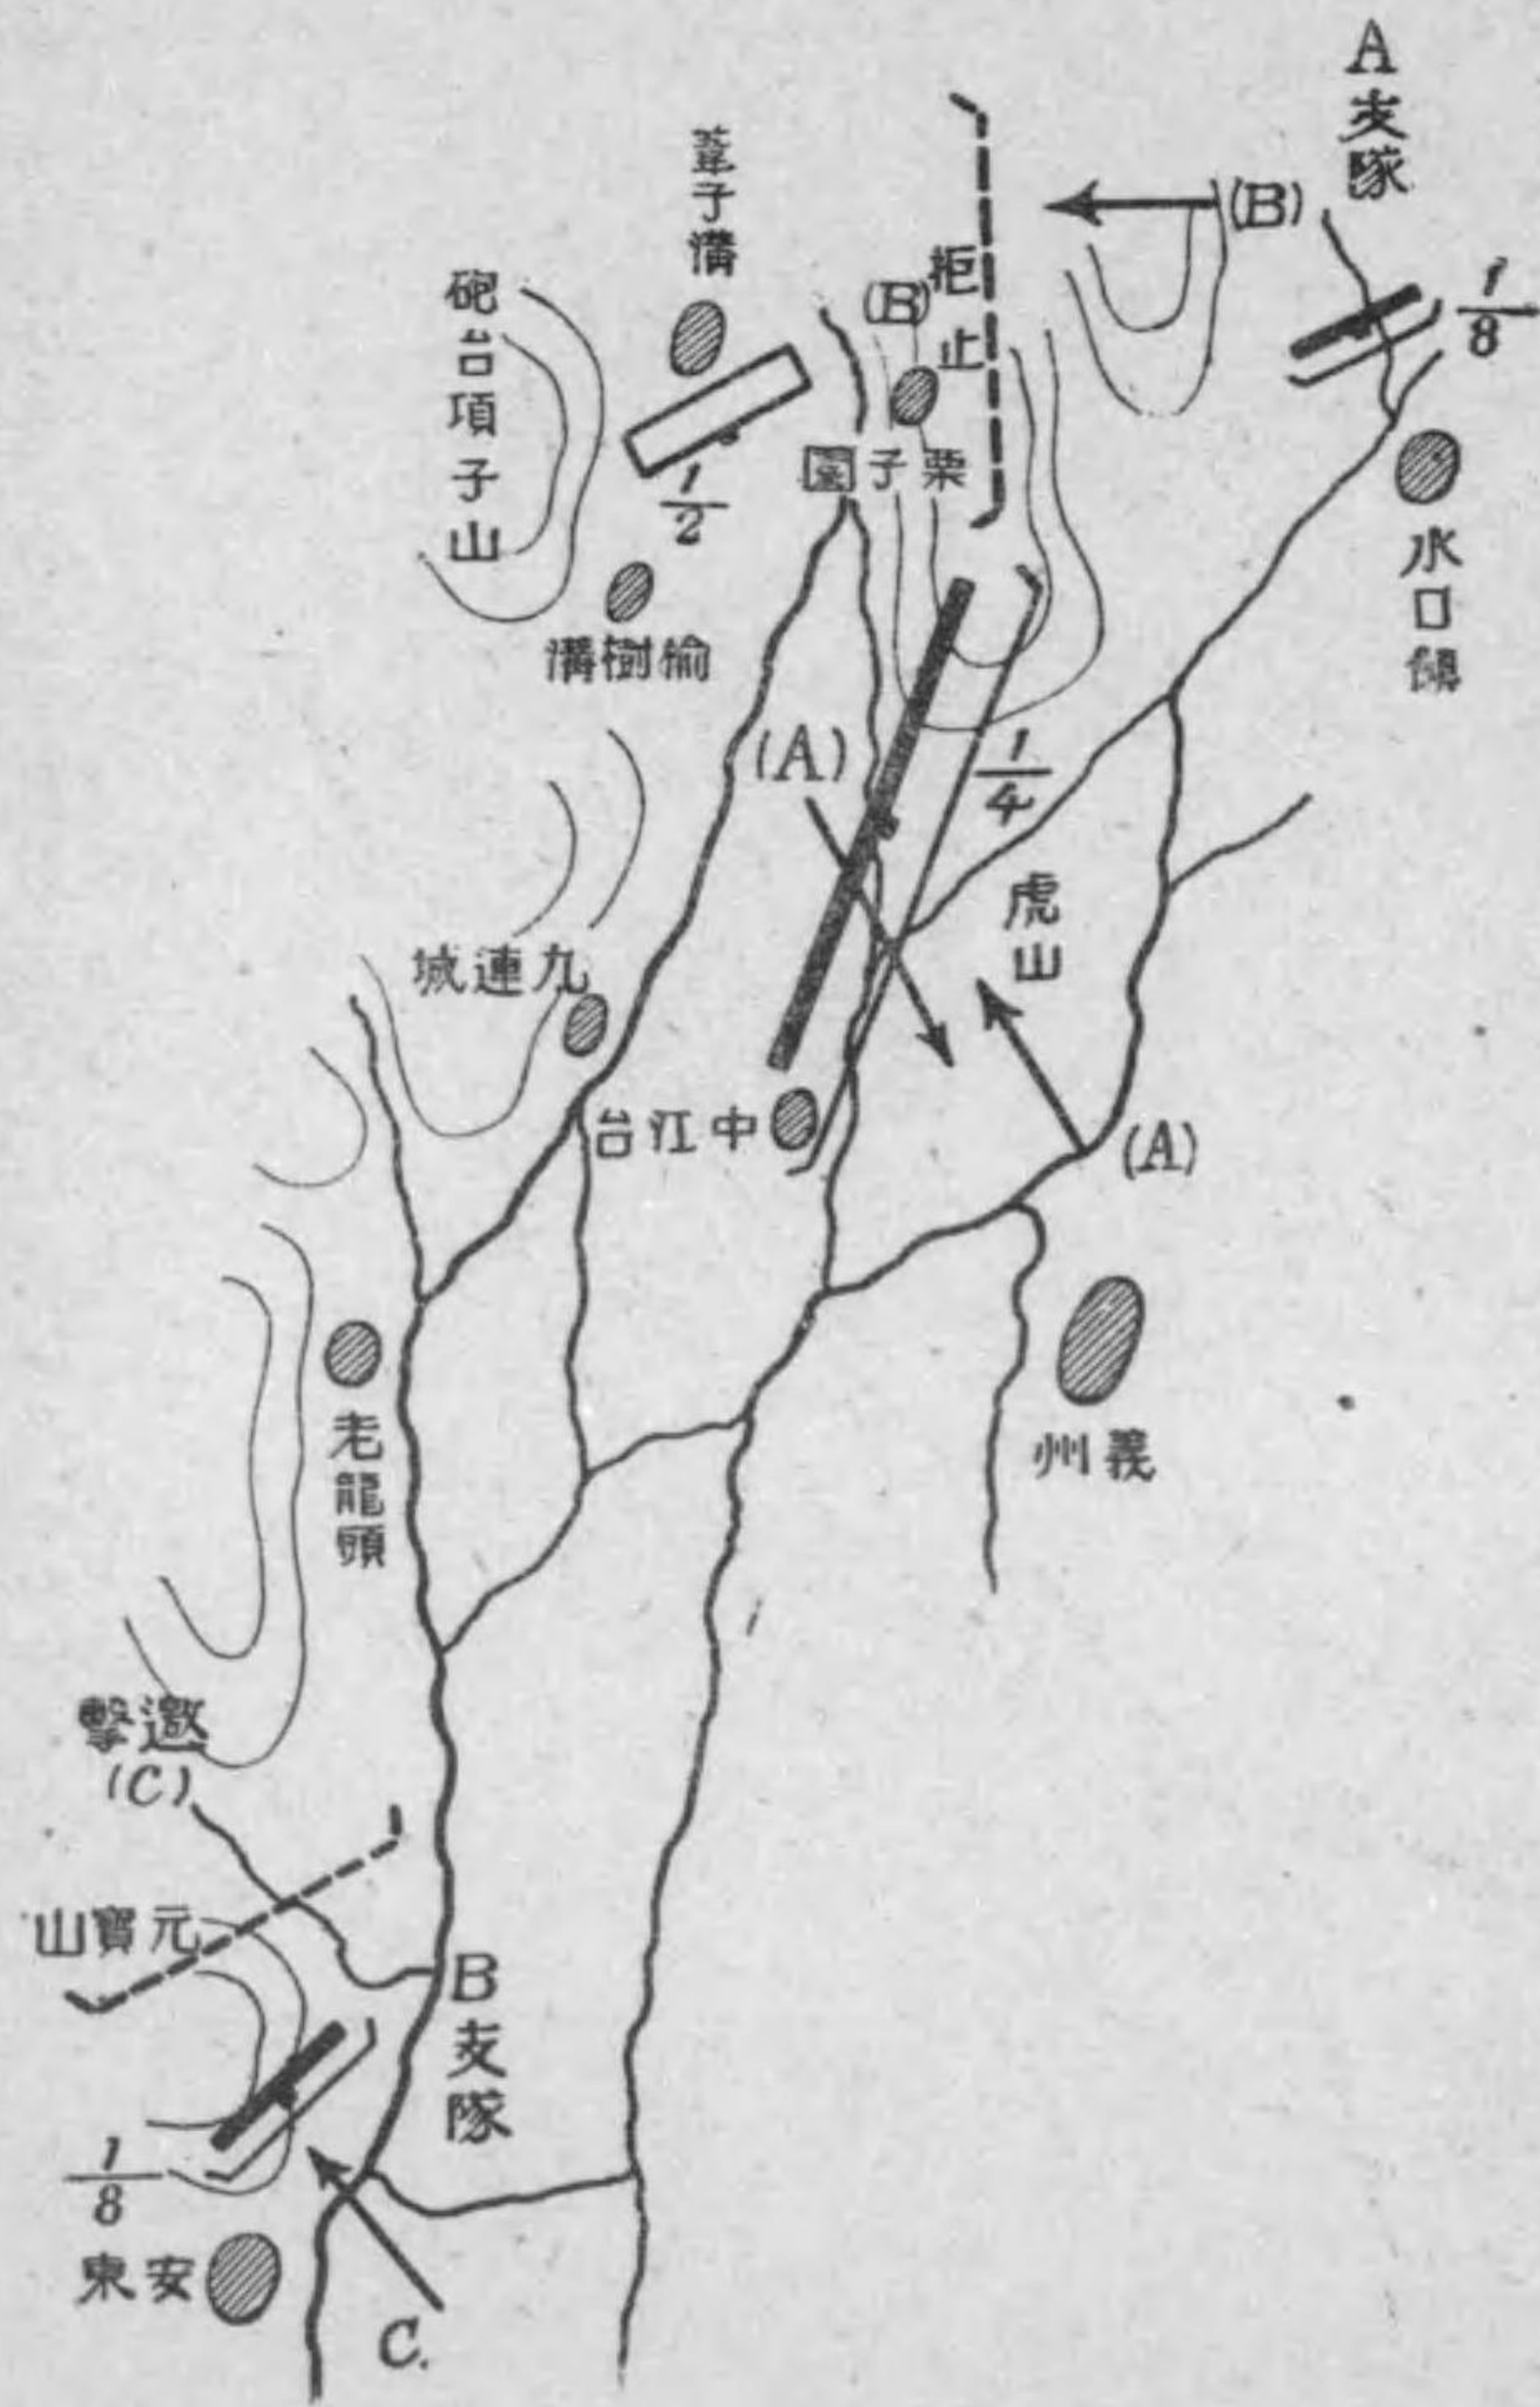 A支隊
葦子溝
(B)
拒止
(B)
砲台項子山
1/8
栗子園
1/2
水口鎭
楡樹溝
(A)
1/4
虎山
九連城
中江台
(A)
義州
老龍頭
邀擊
(C)
元寶山
B支隊
1/8
安東
C.